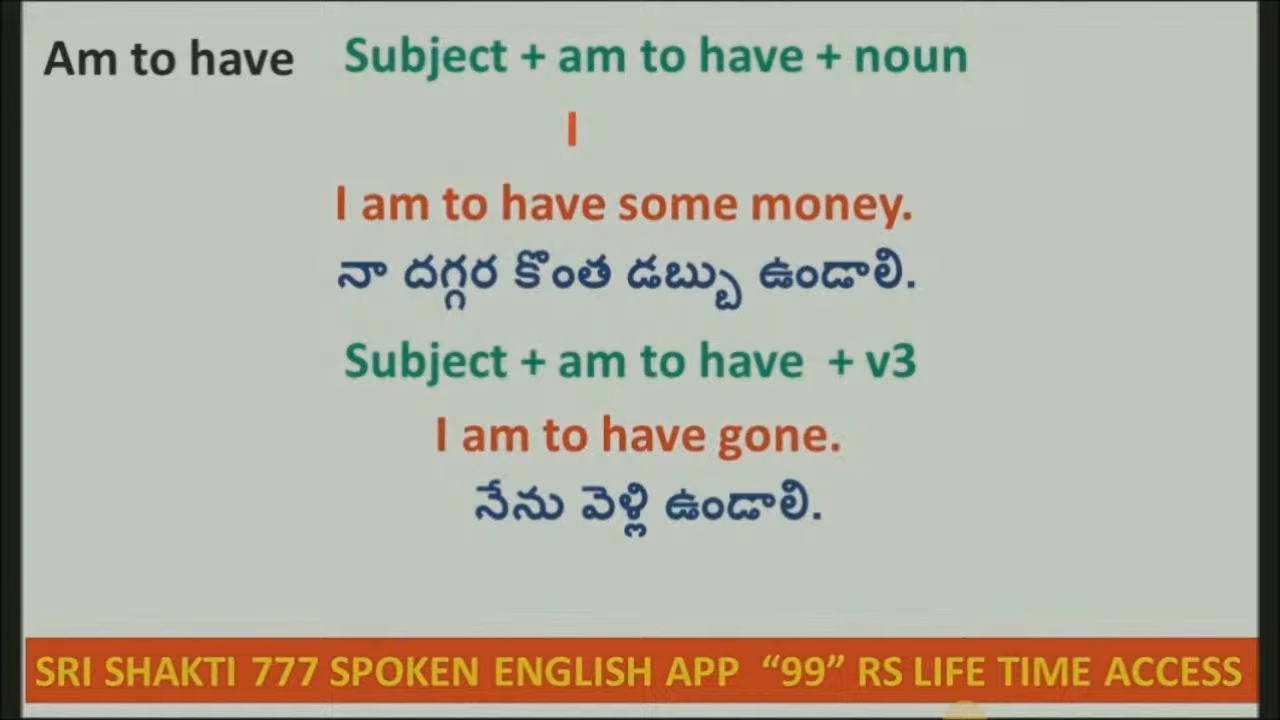 Am to have Subject + am to have + noun
I
I am to have some money.
నా దగ్గర కొంత డబ్బు ఉండాలి.
Subject + am to have + v3
I am to have gone.
నేను వెళ్లి ఉండాలి.
SRI SHAKTI 777 SPOKEN ENGLISH APP “99” RS LIFE TIME ACCESS